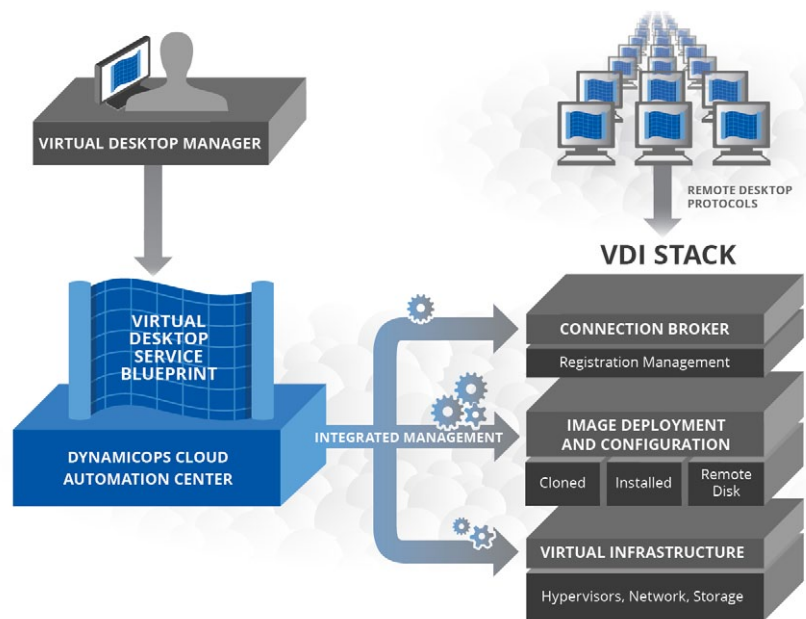 VIRTUAL DESKTOP MANAGER
REMOTE DESKTOP
PROTOCOLS
VDI STACK
VIRTUAL
DESKTOP
SERVICE
BLUEPRINT
DYNAMICOPS CLOUD
AUTOMATION CENTER
INTEGRATED MANAGEMENT
CONNECTION BROKER
Registration Management
IMAGE DEPLOYMENT
AND CONFIGURATION
Cloned
Installed
Remote
Disk
VIRTUAL INFRASTRUCTURE
Hypervisors, Network, Storage